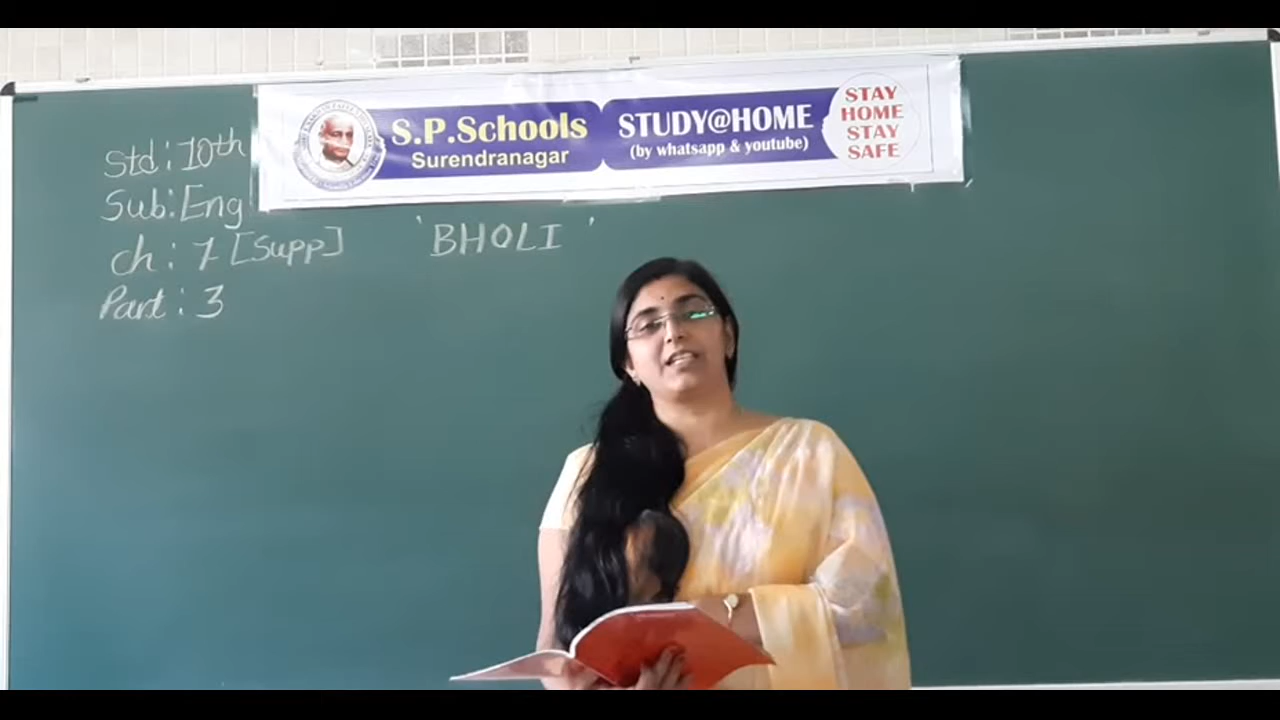 S.P.Schools
Surendranagar
STUDY@HOME
(by whatsapp & youtube)
STAY
HOME
STAY
SAFE
Std: 10th
Sub: Eng
ch: 7 [Supp]
'BHOLI'
Part: 3